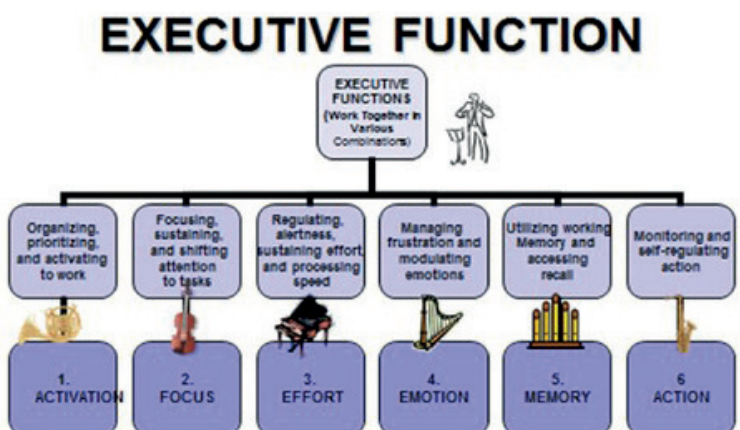 EXECUTIVE FUNCTION
EXECUTIVE
FUNCTIONS
(Work Together in
Various
Combinations)
Organizing,
prioritizing,
and activating
to work
Focusing,
sustaining,
and shifting
attention
to tasks
Regulating,
alertness,
sustaining effort,
and processing
speed
Managing
frustration and
modulating
emotions
Utilizing working
Memory and
accessing
recall
Monitoring and
self-regulating
action
1.
ACTIVATION
2.
FOCUS
3.
EFFORT
4.
EMOTION
5.
MEMORY
6
ACTION